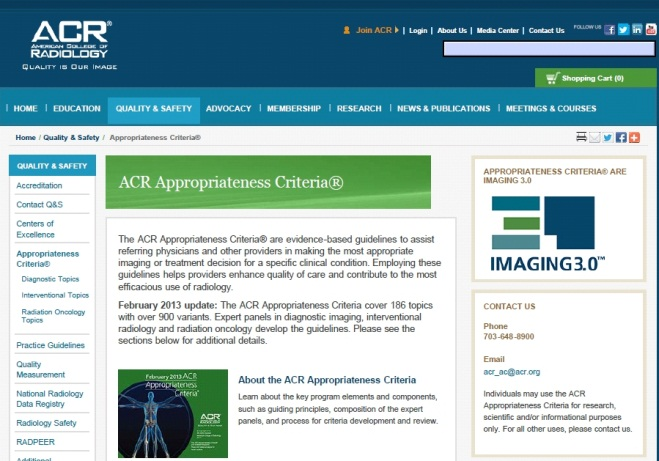 ACR®
AMERICAN COLLEGE OF
RADIOLOGY
QUALITY IS OUR IMAGE
Join ACR | Login | About Us | Media Center | Contact Us
FOLLOW US
Shopping Cart (0)
| HOME | EDUCATION | QUALITY & SAFETY | ADVOCACY | MEMBERSHIP | RESEARCH | NEWS & PUBLICATIONS | MEETINGS & COURSES
Home / Quality & Safety / Appropriateness Criteria®
QUALITY & SAFETY
Accreditation
Contact Q&S
Centers of
Excellence
Appropriateness
Criteria®
Diagnostic Topics
Interventional Topics
Radiation Oncology
Topics
Practice Guidelines
Quality
Measurement
National Radiology
Data Registry
Radiology Safety
RADPEER
Additional
ACR Appropriateness Criteria®
The ACR Appropriateness Criteria® are evidence-based guidelines to assist
referring physicians and other providers in making the most appropriate
imaging or treatment decision for a specific clinical condition. Employing these
guidelines helps providers enhance quality of care and contribute to the most
efficacious use of radiology.
February 2013 update: The ACR Appropriateness Criteria cover 186 topics
with over 900 variants. Expert panels in diagnostic imaging, interventional
radiology and radiation oncology develop the guidelines. Please see the
sections below for additional details.
February 2013 ACR
Appropriateness
Criteria®
ACR
RADIOLOGY
About the ACR Appropriateness Criteria
Learn about the key program elements and components,
such as guiding principles, composition of the expert
panels, and process for criteria development and review.
APPROPRIATENESS CRITERIA® ARE
IMAGING 3.0
IMAGING3.0™
CONTACT US
Phone
703-648-8900
Email
acr_ac@acr.org
Individuals may use the ACR
Appropriateness Criteria for research,
scientific and/or informational purposes
only. For all other uses, please contact us.